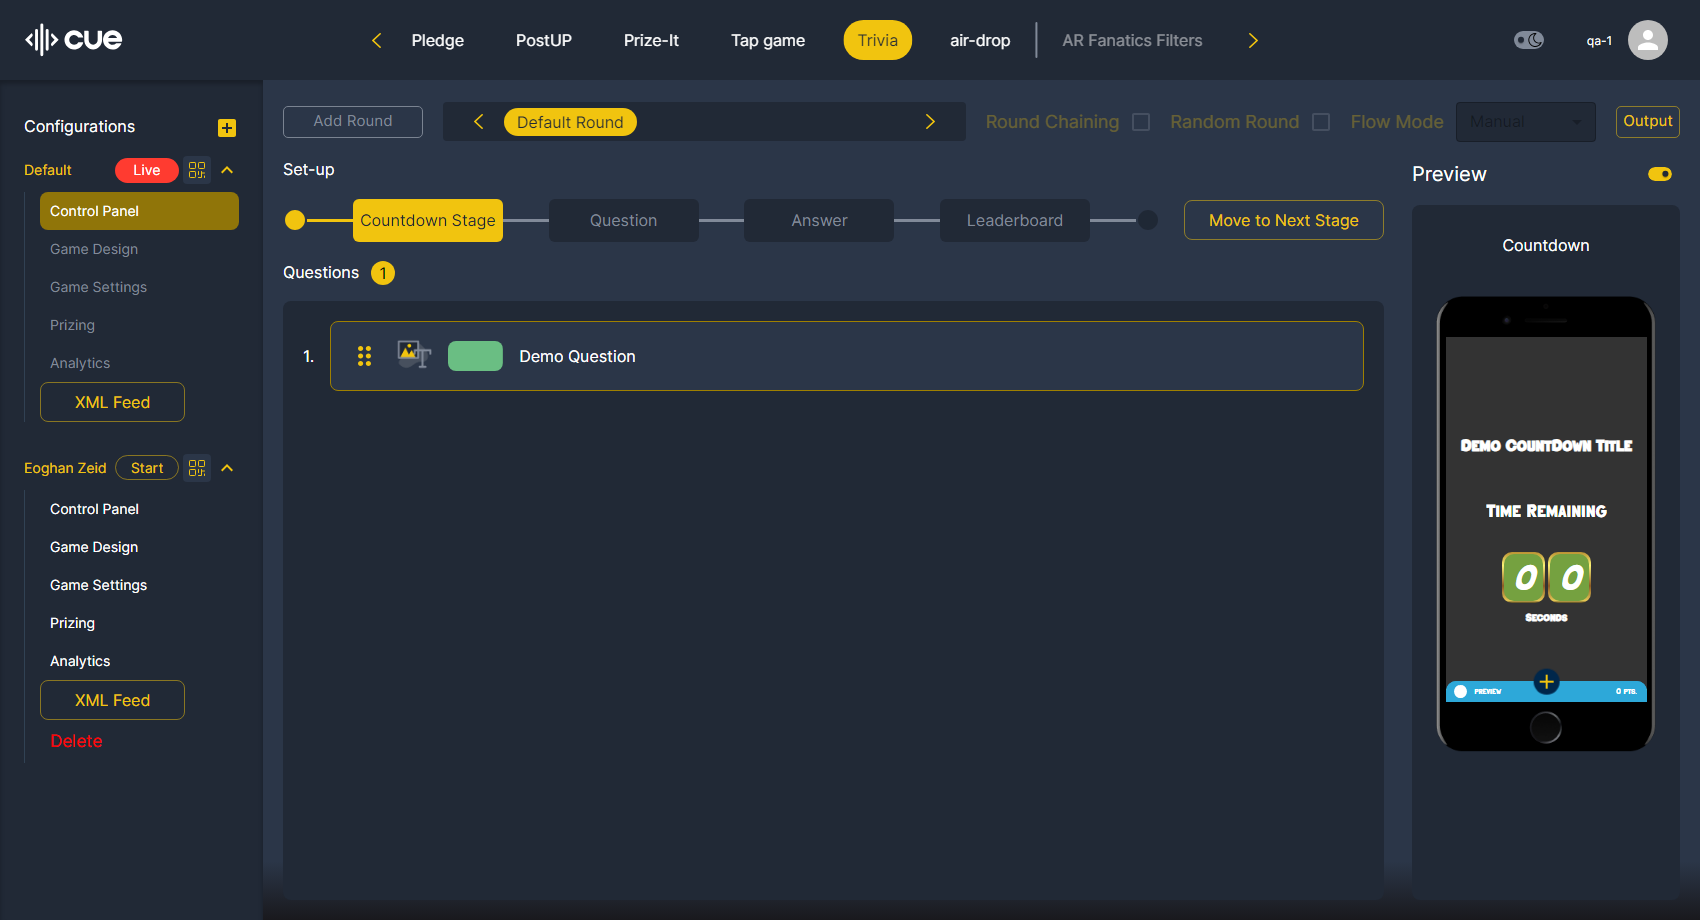 cue
Pledge
PostUP
Prize-It
Tap game
Trivia
air-drop
AR Fanatics Filters
qa-1
Configurations
Default
Live
Control Panel
Game Design
Game Settings
Prizing
Analytics
XML Feed
Eoghan Zeid
Start
Control Panel
Game Design
Game Settings
Prizing
Analytics
XML Feed
Delete
Add Round
Default Round
Round Chaining
Random Round
Flow Mode
Manual
Output
Set-up
Countdown Stage
Question
Answer
Leaderboard
Move to Next Stage
Questions 1
1.
Demo Question
Preview
Countdown
Demo CountDown Title
Time Remaining
0 0
Seconds
PREVIEW
0 PTS.